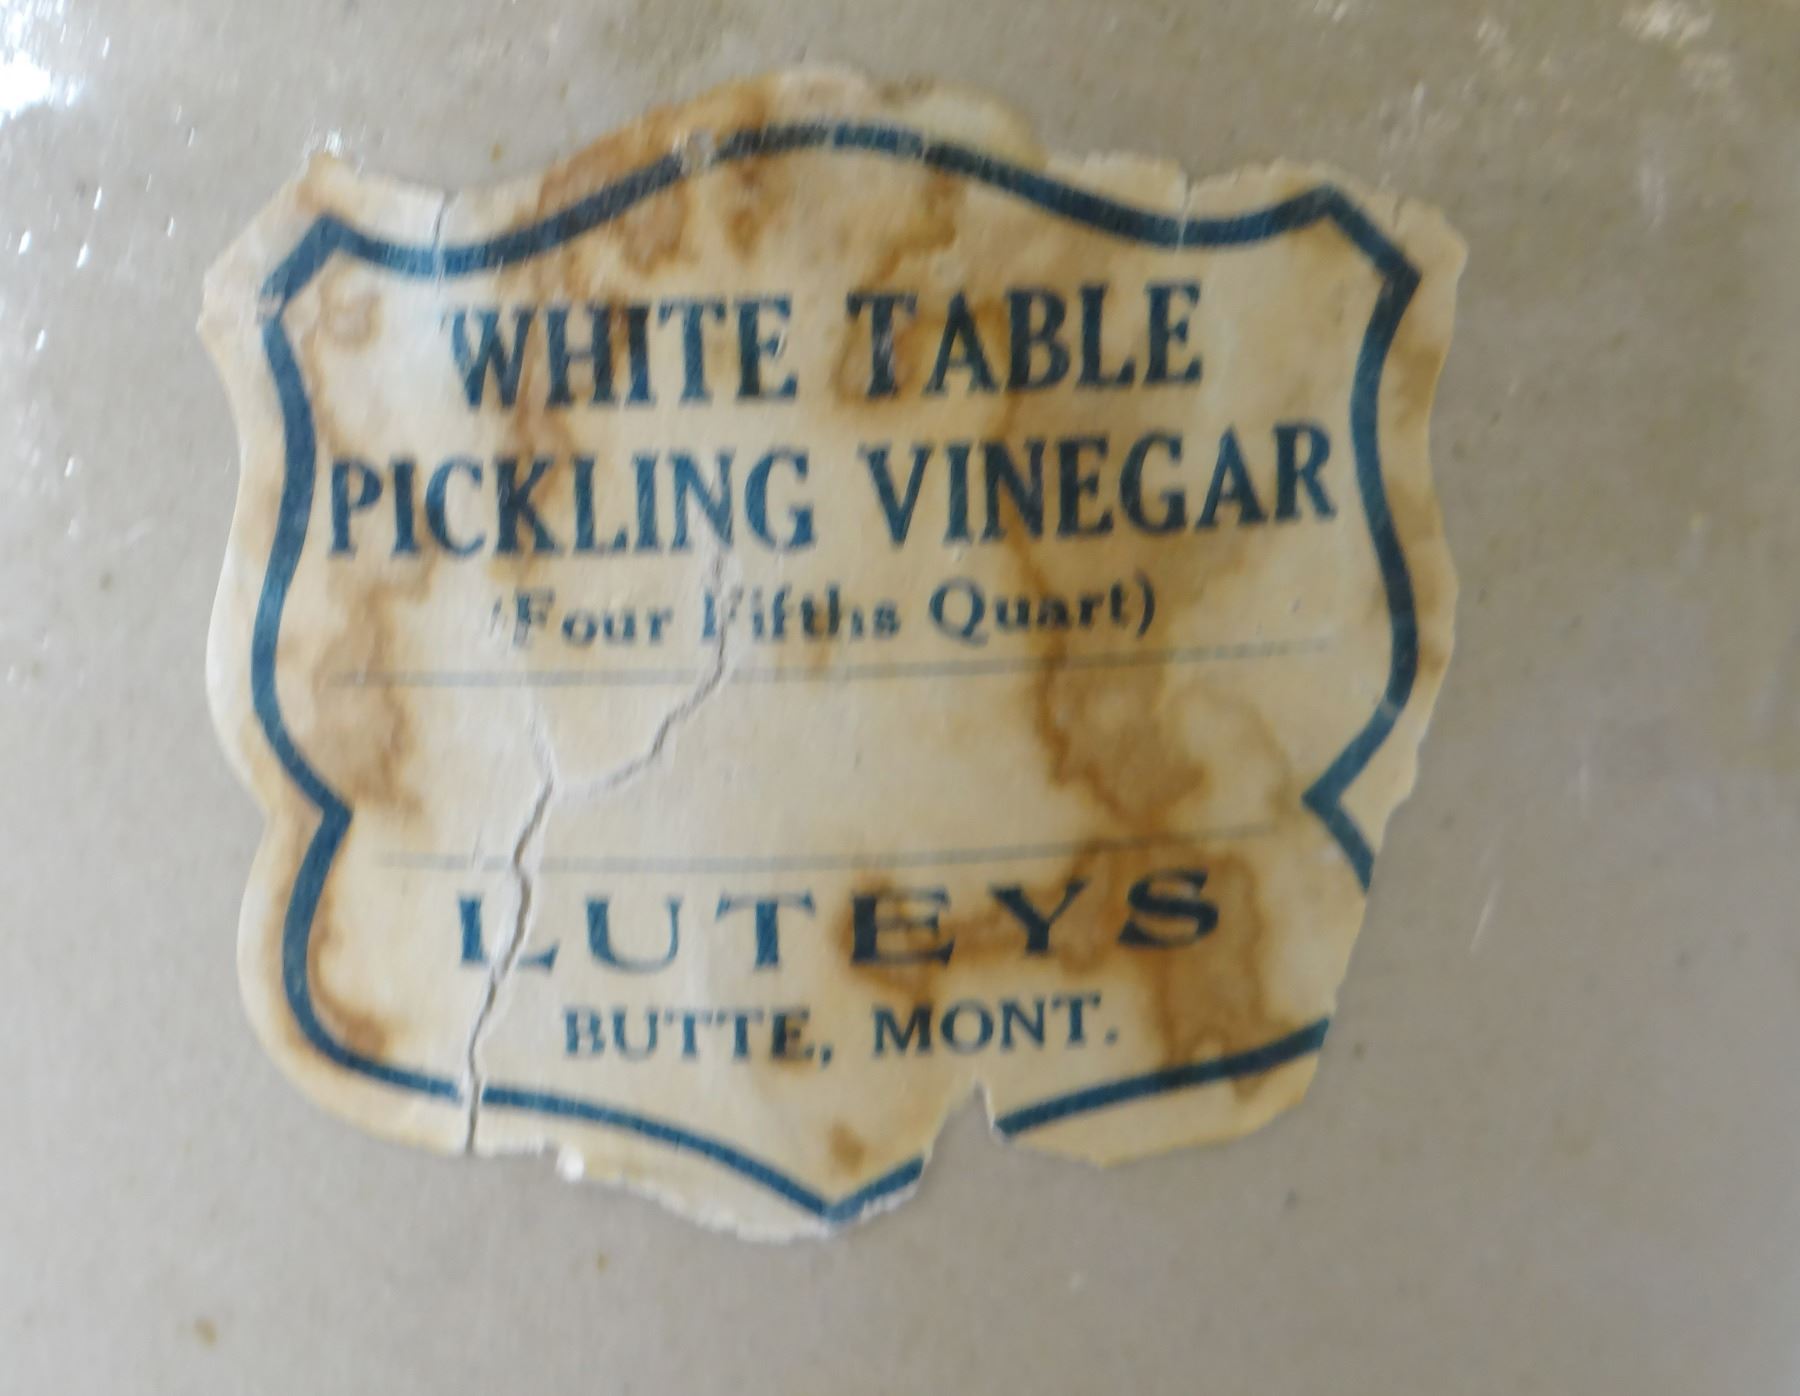 WHITE TABLE
PICKLING VINEGAR
(Four Fifths Quart)
LUTEYS
BUTTE, MONT.